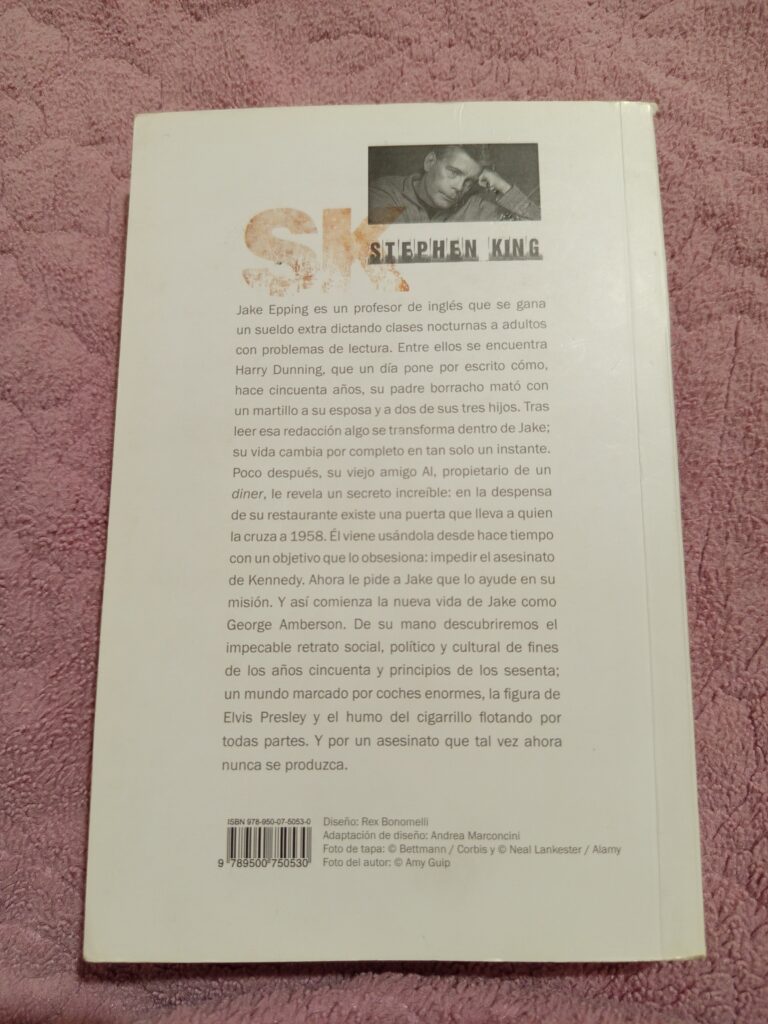 SK
STEPHEN KING
Jake Epping es un profesor de inglés que se gana
un sueldo extra dictando clases nocturnas a adultos
con problemas de lectura. Entre ellos se encuentra
Harry Dunning, que un día pone por escrito cómo,
hace cincuenta años, su padre borracho mató con
un martillo a su esposa y a dos de sus tres hijos. Tras
leer esa redacción algo se transforma dentro de Jake;
su vida cambia por completo en tan solo un instante.
Poco después, su viejo amigo Al, propietario de un
diner, le revela un secreto increíble: en la despensa
de su restaurante existe una puerta que lleva a quien
la cruza a 1958. Él viene usándola desde hace tiempo
con un objetivo que lo obsesiona: impedir el asesinato
de Kennedy. Ahora le pide a Jake que lo ayude en su
misión. Y así comienza la nueva vida de Jake como
George Amberson. De su mano descubriremos el
impecable retrato social, político y cultural de fines
de los años cincuenta y principios de los sesenta;
un mundo marcado por coches enormes, la figura de
Elvis Presley y el humo del cigarrillo flotando por
todas partes. Y por un asesinato que tal vez ahora
nunca se produzca.
ISBN 978-950-07-5053-0
9 789500 750530
Diseño: Rex Bonomelli
Adaptación de diseño: Andrea Marconcini
Foto de tapa: © Bettmann / Corbis y © Neal Lankester / Alamy
Foto del autor: © Amy Guip